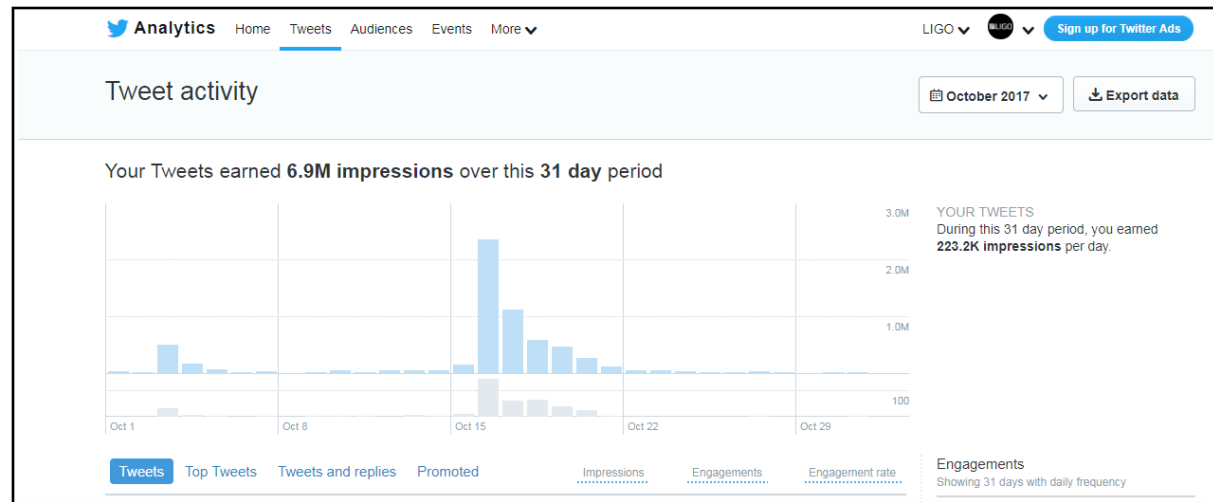 Analytics Home Tweets Audiences Events More LIGO LIGO Sign up for Twitter Ads
Tweet activity
October 2017 Export data
Your Tweets earned 6.9M impressions over this 31 day period
3.0M
2.0M
1.0M
100
Oct 1 Oct 8 Oct 15 Oct 22 Oct 29
YOUR TWEETS
During this 31 day period, you earned
223.2K impressions per day.
Tweets Top Tweets Tweets and replies Promoted Impressions Engagements Engagement rate
Engagements
Showing 31 days with daily frequency